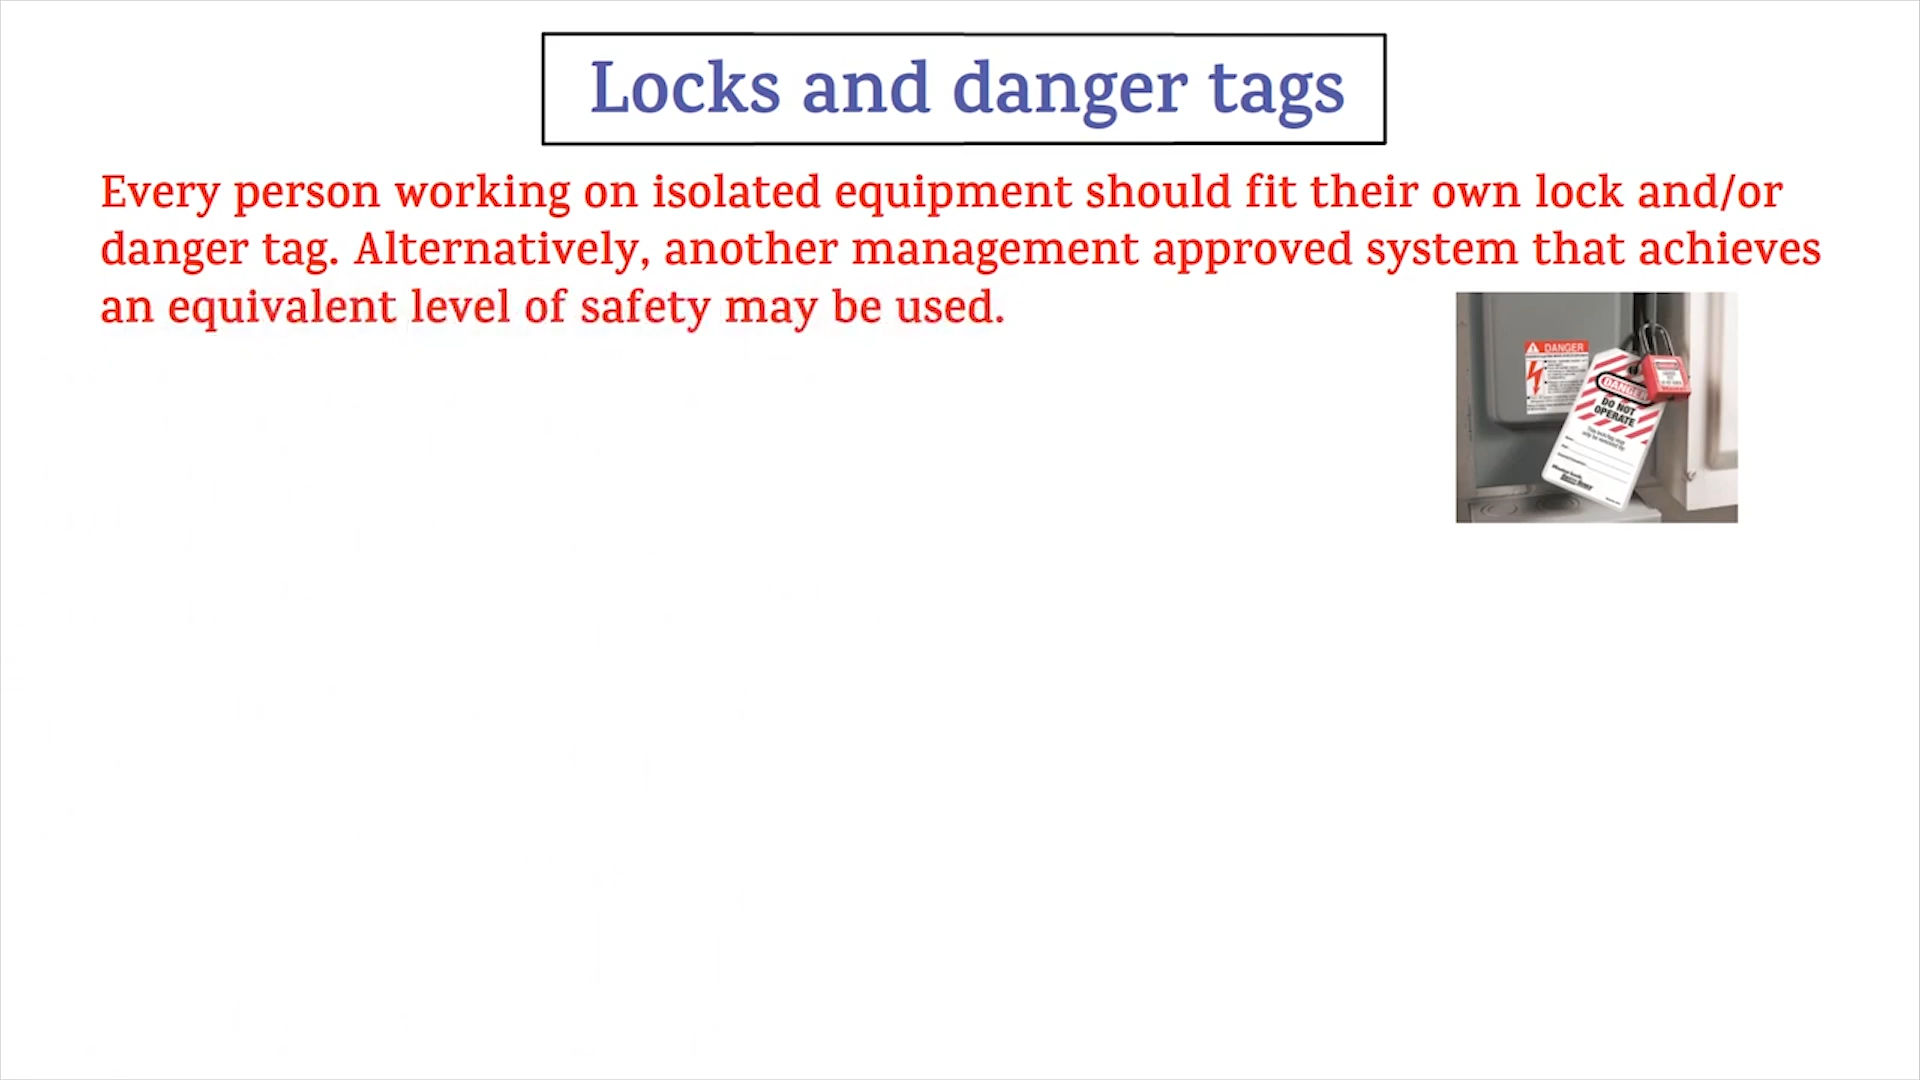 Locks and danger tags
Every person working on isolated equipment should fit their own lock and/or
danger tag. Alternatively, another management approved system that achieves
an equivalent level of safety may be used.
DANGER
DANGER
DO NOT
OPERATE